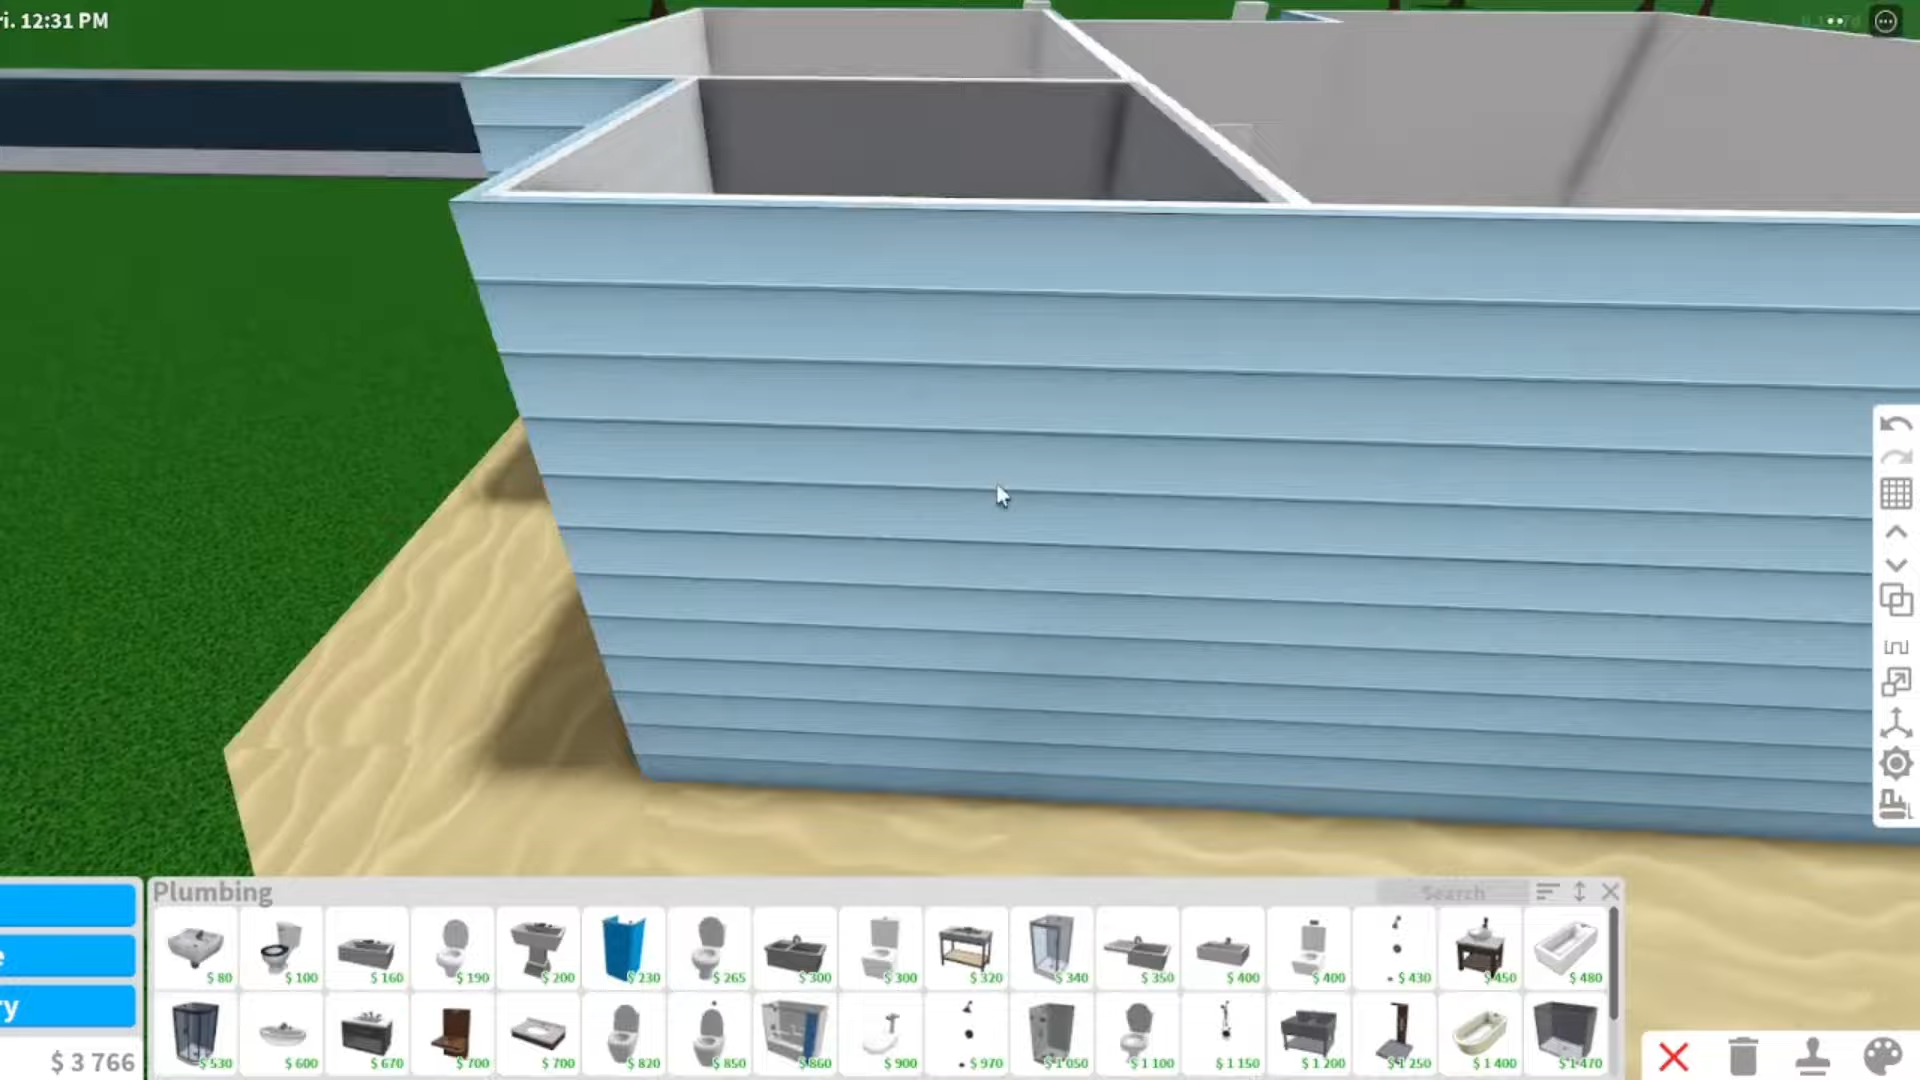 ri. 12:31 PM
Plumbing
Search
$ 80
$ 100
$ 160
$ 190
$ 200
$ 230
$ 265
$ 300
$ 300
$ 320
$ 340
$ 350
$ 400
$ 400
$ 430
$ 450
$ 480
e
$ 530
$ 600
$ 670
$ 700
$ 700
$ 820
$ 850
$ 860
$ 900
$ 970
$ 1 050
$ 1 100
$ 1 150
$ 1 200
$ 1 250
$ 1 400
$ 1 470
ry
$ 3 766